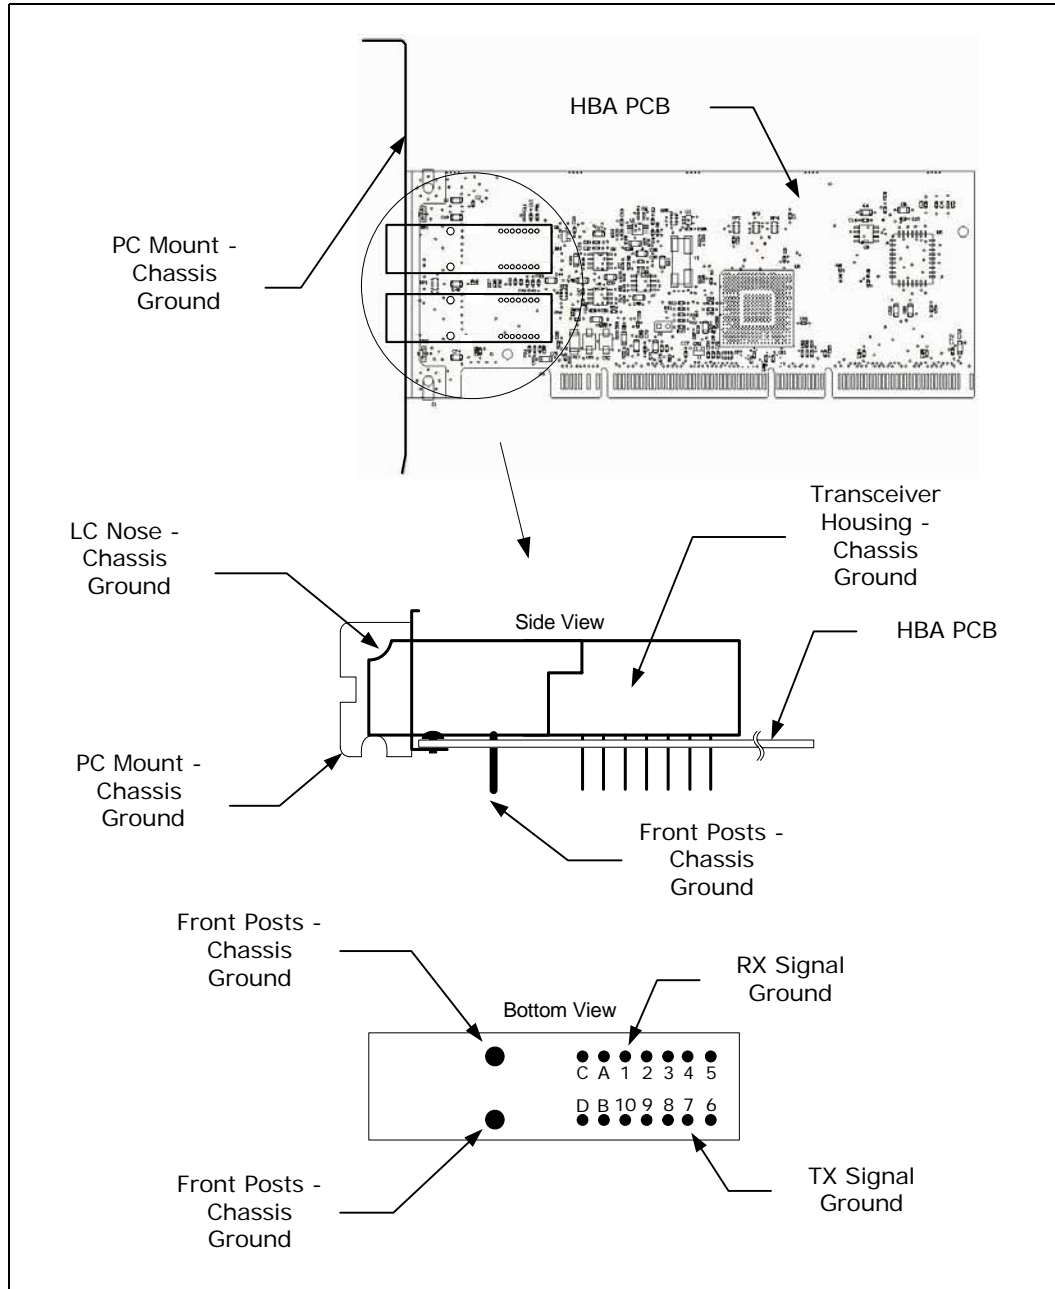 HBA PCB
PC Mount -
Chassis
Ground
Transceiver
Housing -
Chassis
Ground
LC Nose -
Chassis
Ground
Side View
HBA PCB
PC Mount -
Chassis
Ground
Front Posts -
Chassis
Ground
Front Posts -
Chassis
Ground
RX Signal
Ground
Bottom View
C A 1 2 3 4 5
D B 10 9 8 7 6
Front Posts -
Chassis
Ground
TX Signal
Ground